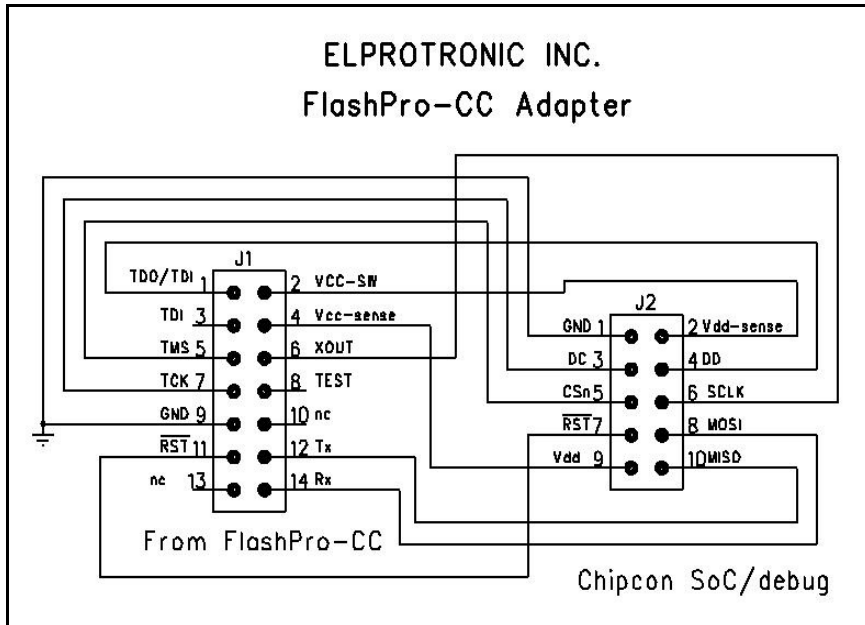 ELPROTRONIC INC.
FlashPro-CC Adapter
J1
TDO/TDI 1
2 VCC-SW
TDI 3
4 Vcc-sense
TMS 5
6 XOUT
TCK 7
8 TEST
GND 9
10 nc
RST 11
12 Tx
nc 13
14 Rx
From FlashPro-CC
J2
GND 1
2 Vdd-sense
DC 3
4 DD
CSn 5
6 SCLK
RST 7
8 MOSI
Vdd 9
10 MISO
Chipcon SoC/debug